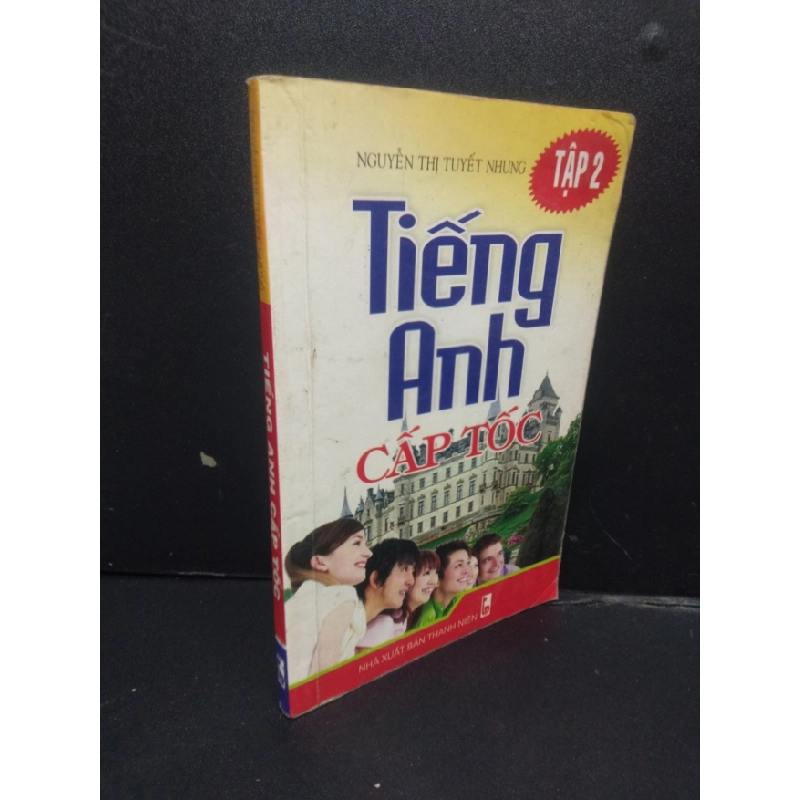 NGUYỄN THỊ TUYẾT NHUNG
TẬP 2
Tiếng
Anh
CẤP TỐC
NHÀ XUẤT BẢN THANH NIÊN
TIẾNG ANH CẤP TỐC